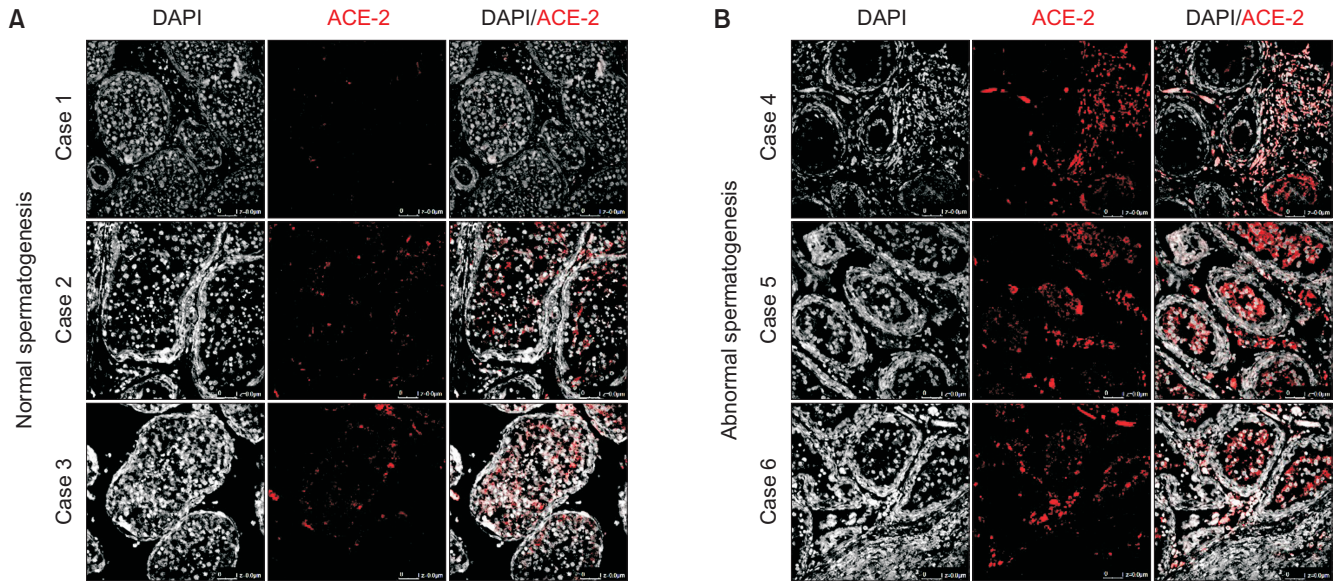 A
DAPI
ACE-2
DAPI/ACE-2
Normal spermatogenesis
Case 1
Case 2
Case 3
B
DAPI
ACE-2
DAPI/ACE-2
Abnormal spermatogenesis
Case 4
Case 5
Case 6